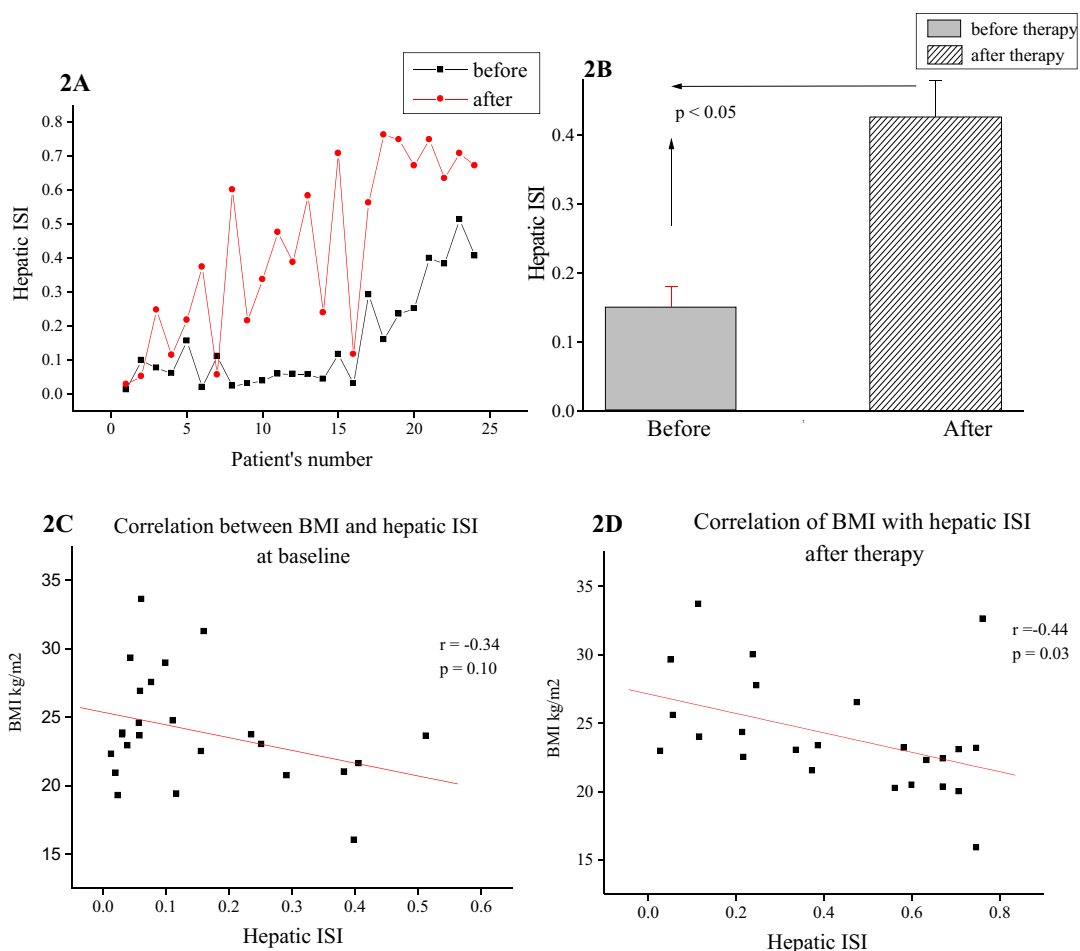 2A
before
after
0.8
0.7
0.6
0.5
0.4
0.3
0.2
0.1
0.0
Hepatic ISI
0
5
10
15
20
25
Patient's number
2B
before therapy
after therapy
p < 0.05
0.4
0.3
0.2
0.1
0.0
Hepatic ISI
Before
After
2C
Correlation between BMI and hepatic ISI
at baseline
35
30
25
20
15
BMI kg/m2
r = -0.34
p = 0.10
0.0
0.1
0.2
0.3
0.4
0.5
0.6
Hepatic ISI
2D
Correlation of BMI with hepatic ISI
after therapy
35
30
25
20
15
BMI kg/m2
r =-0.44
p = 0.03
0.0
0.2
0.4
0.6
0.8
Hepatic ISI